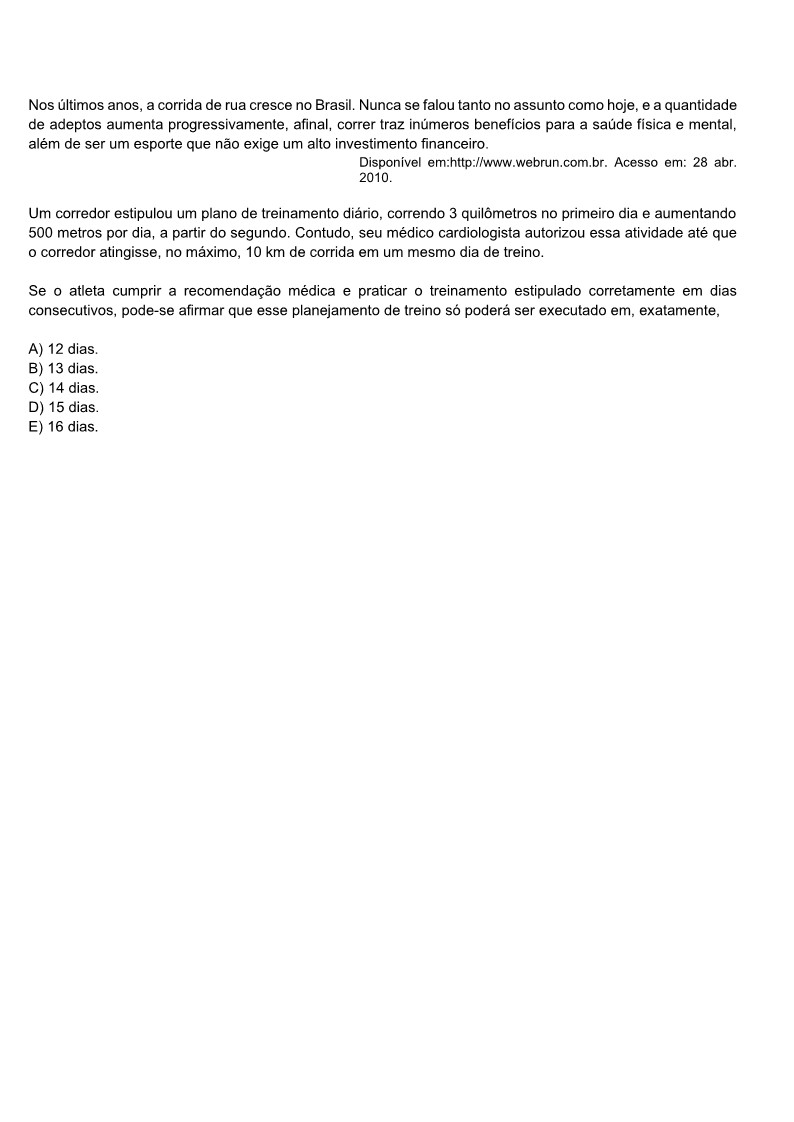 Nos últimos anos, a corrida de rua cresce no Brasil. Nunca se falou tanto no assunto como hoje, e a quantidade
de adeptos aumenta progressivamente, afinal, correr traz inúmeros benefícios para a saúde física e mental,
além de ser um esporte que não exige um alto investimento financeiro.
Disponível em:http://www.webrun.com.br. Acesso em: 28 abr.
2010.
Um corredor estipulou um plano de treinamento diário, correndo 3 quilômetros no primeiro dia e aumentando
500 metros por dia, a partir do segundo. Contudo, seu médico cardiologista autorizou essa atividade até que
o corredor atingisse, no máximo, 10 km de corrida em um mesmo dia de treino.
Se o atleta cumprir a recomendação médica e praticar o treinamento estipulado corretamente em dias
consecutivos, pode-se afirmar que esse planejamento de treino só poderá ser executado em, exatamente,
A) 12 dias.
B) 13 dias.
C) 14 dias.
D) 15 dias.
E) 16 dias.